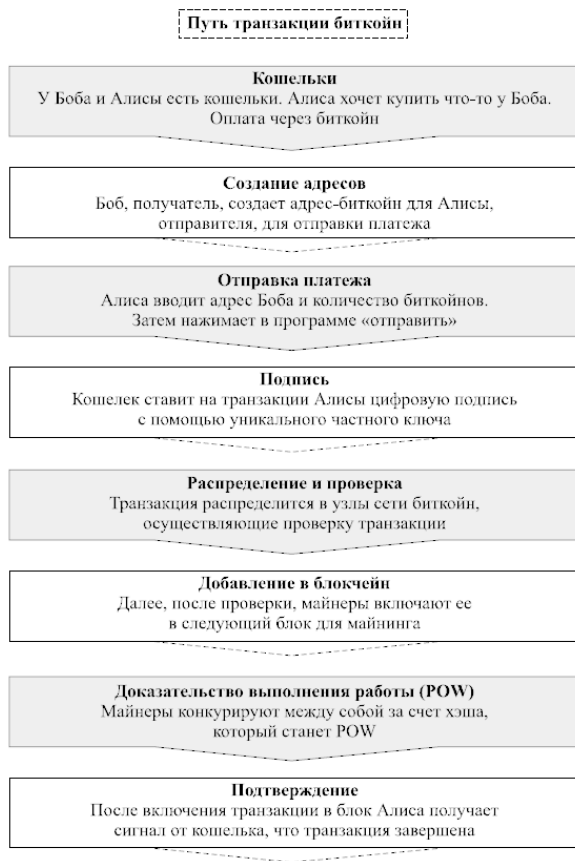 Путь транзакции биткойн
Кошельки
У Боба и Алисы есть кошельки. Алиса хочет купить что-то у Боба.
Оплата через биткойн
Создание адресов
Боб, получатель, создает адрес-биткойн для Алисы,
отправителя, для отправки платежа
Отправка платежа
Алиса вводит адрес Боба и количество биткойнов.
Затем нажимает в программе «отправить»
Подпись
Кошелек ставит на транзакции Алисы цифровую подпись
с помощью уникального частного ключа
Распределение и проверка
Транзакция распределится в узлы сети биткойн,
осуществляющие проверку транзакции
Добавление в блокчейн
Далее, после проверки, майнеры включают ее
в следующий блок для майнинга
Доказательство выполнения работы (POW)
Майнеры конкурируют между собой за счет хэша,
который станет POW
Подтверждение
После включения транзакции в блок Алиса получает
сигнал от кошелька, что транзакция завершена